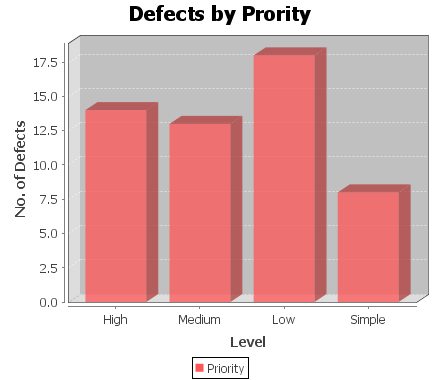 Defects by Prority
17.5
15.0
12.5
10.0
7.5
5.0
2.5
0.0
No. of Defects
High Medium Low Simple
Level
Priority